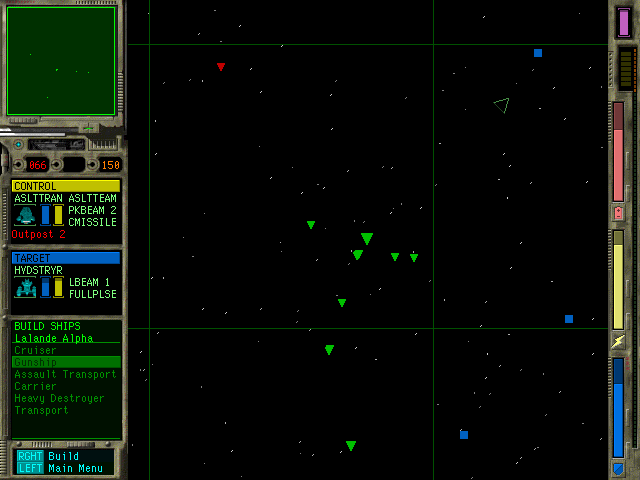 066 150
CONTROL
ASLTTRAN ASLTTEAM
PKBEAM 2
CMISSILE
Outpost 2
TARGET
HYDSTRYR
LBEAM 1
FULLPLSE
BUILD SHIPS
Lalande Alpha
Cruiser
Gunship
Assault Transport
Carrier
Heavy Destroyer
Transport
RGHT Build
LEFT Main Menu